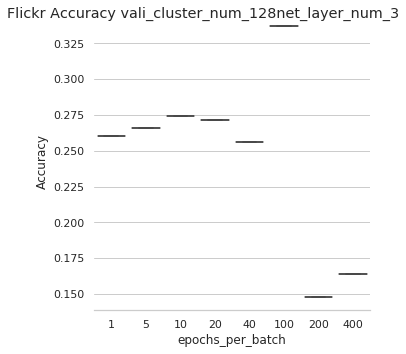 Flickr Accuracy vali_cluster_num_128net_layer_num_3
0.325
0.300
0.275
0.250
0.225
0.200
0.175
0.150
Accuracy
1 5 10 20 40 100 200 400
epochs_per_batch